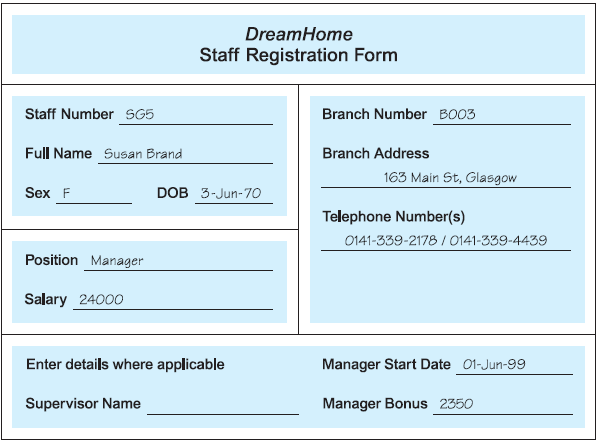 DreamHome
Staff Registration Form
Staff Number SG5
Full Name Susan Brand
Sex F DOB 3-Jun-70
Position Manager
Salary 24000
Branch Number B003
Branch Address
163 Main St, Glasgow
Telephone Number(s)
0141-339-2178 / 0141-339-4439
Enter details where applicable
Supervisor Name
Manager Start Date 01-Jun-99
Manager Bonus 2350